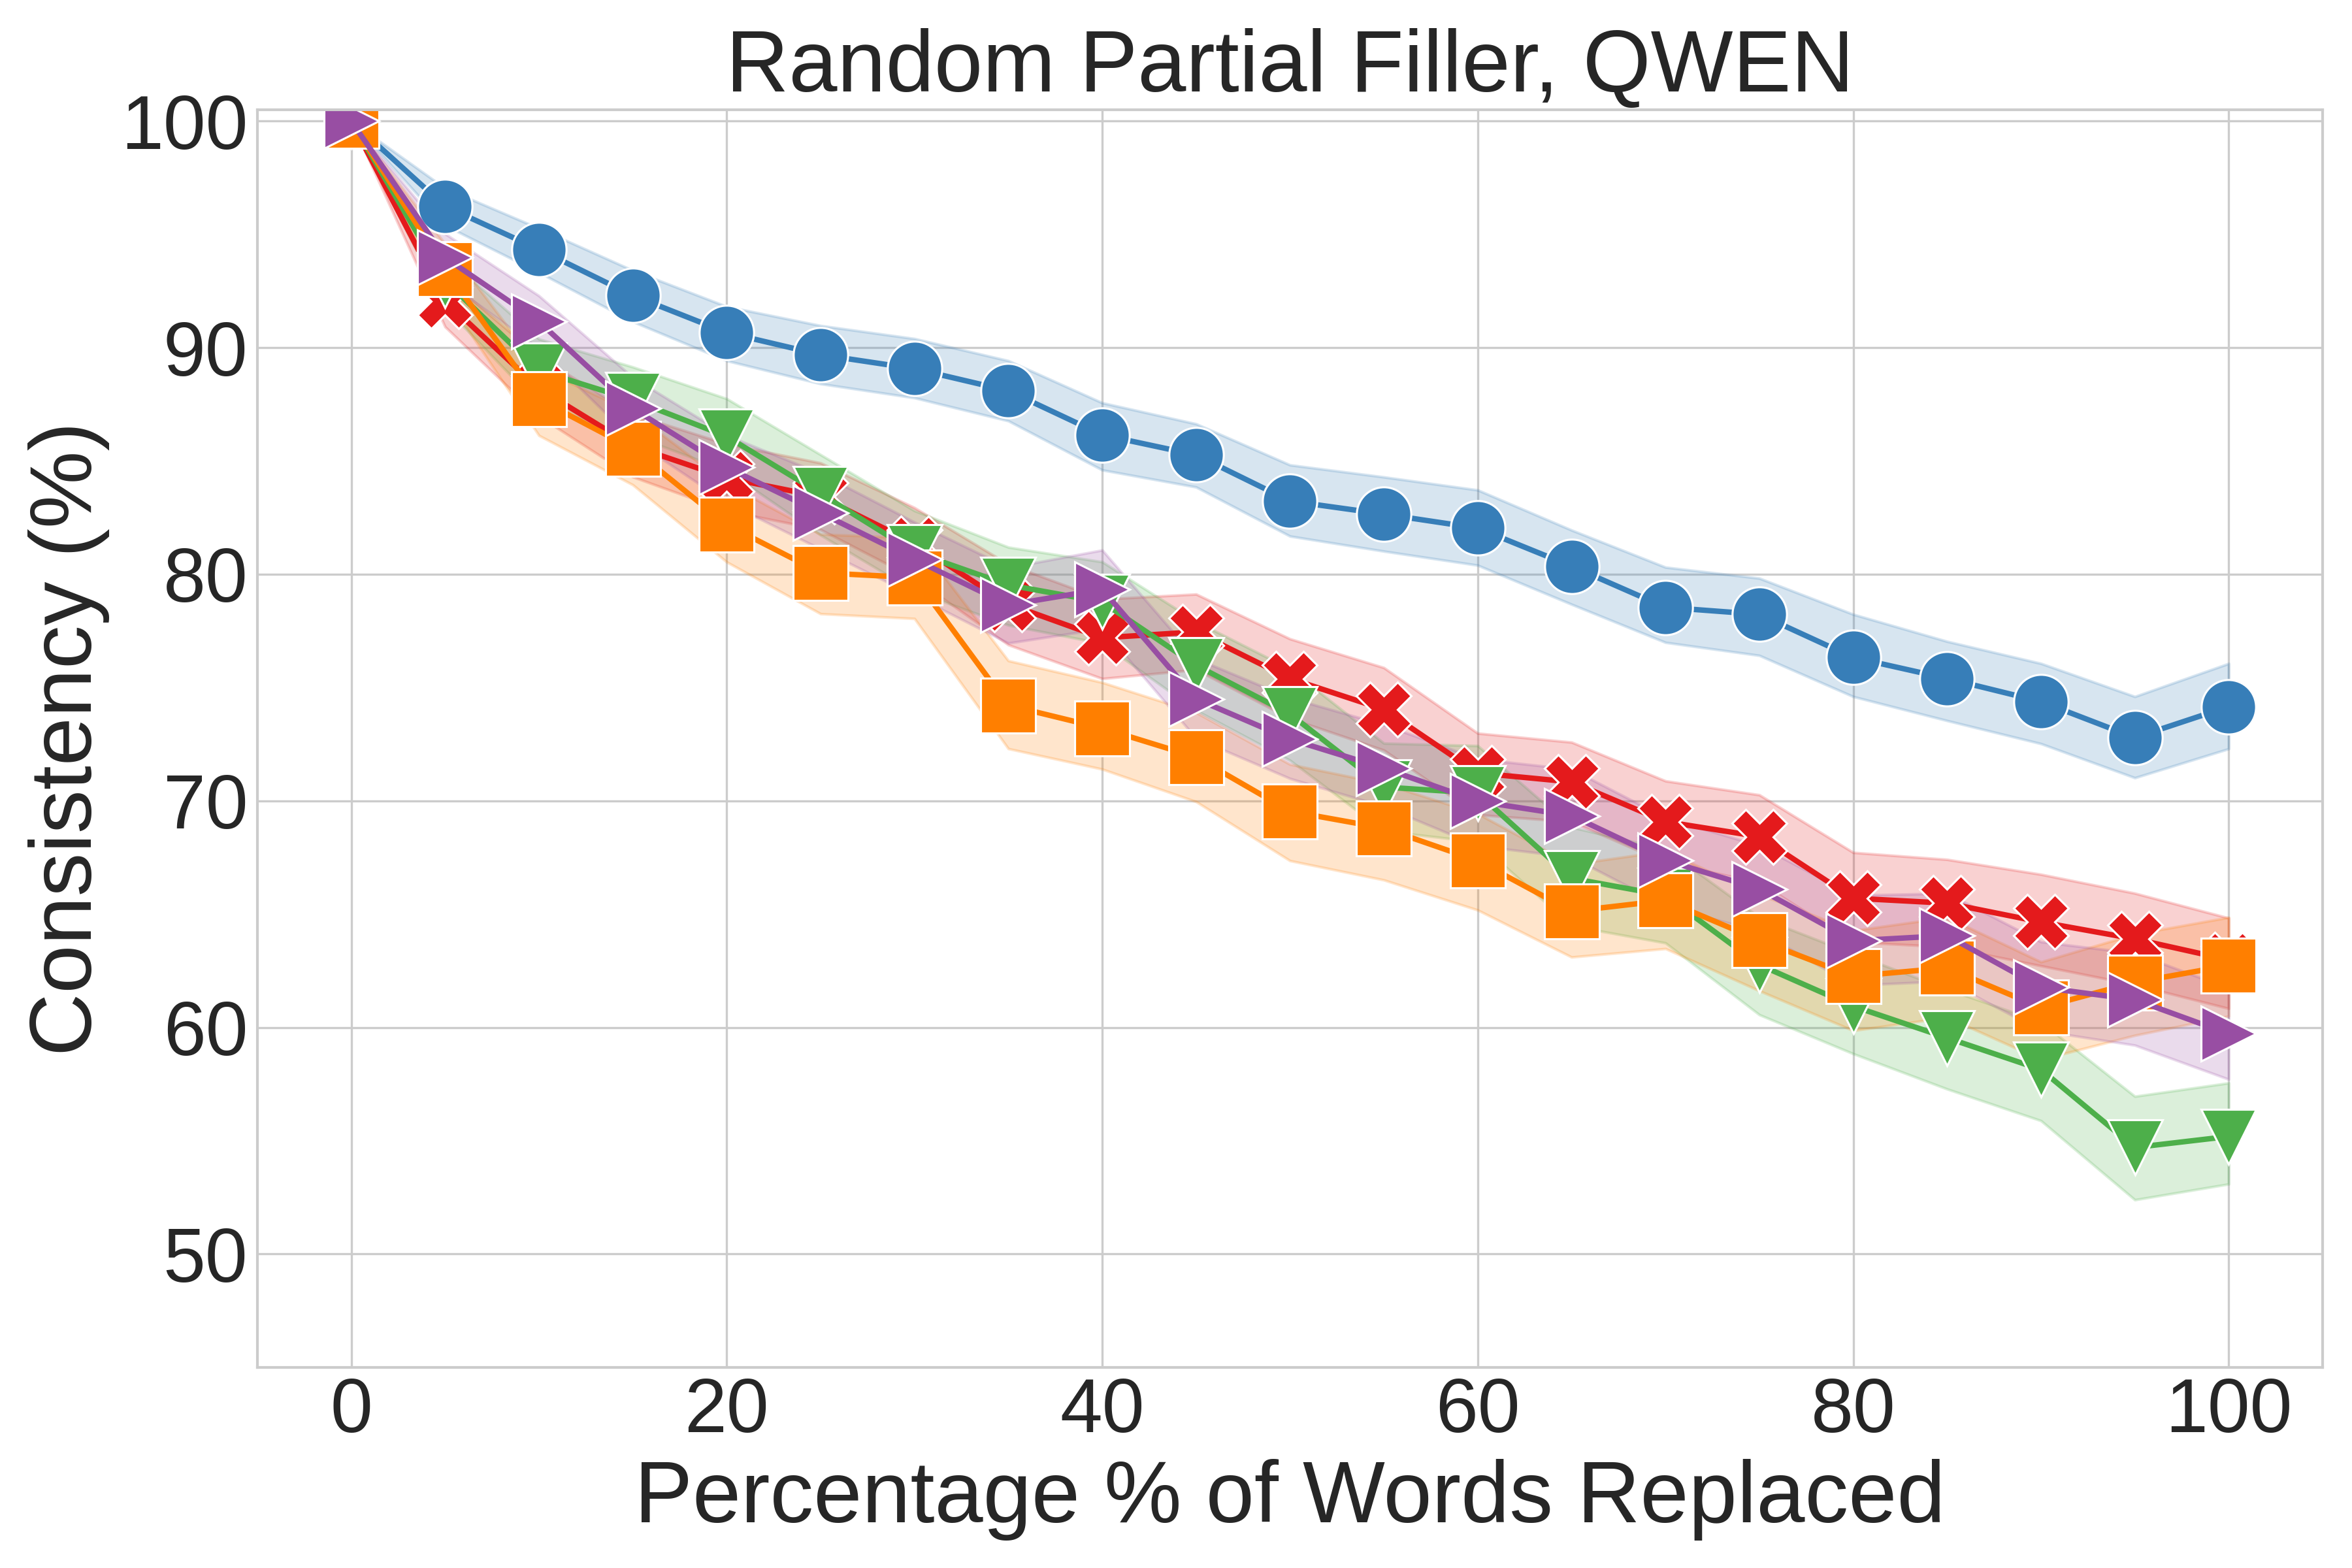 Random Partial Filler, QWEN
Consistency (%)
100
90
80
70
60
50
0 20 40 60 80 100
Percentage % of Words Replaced